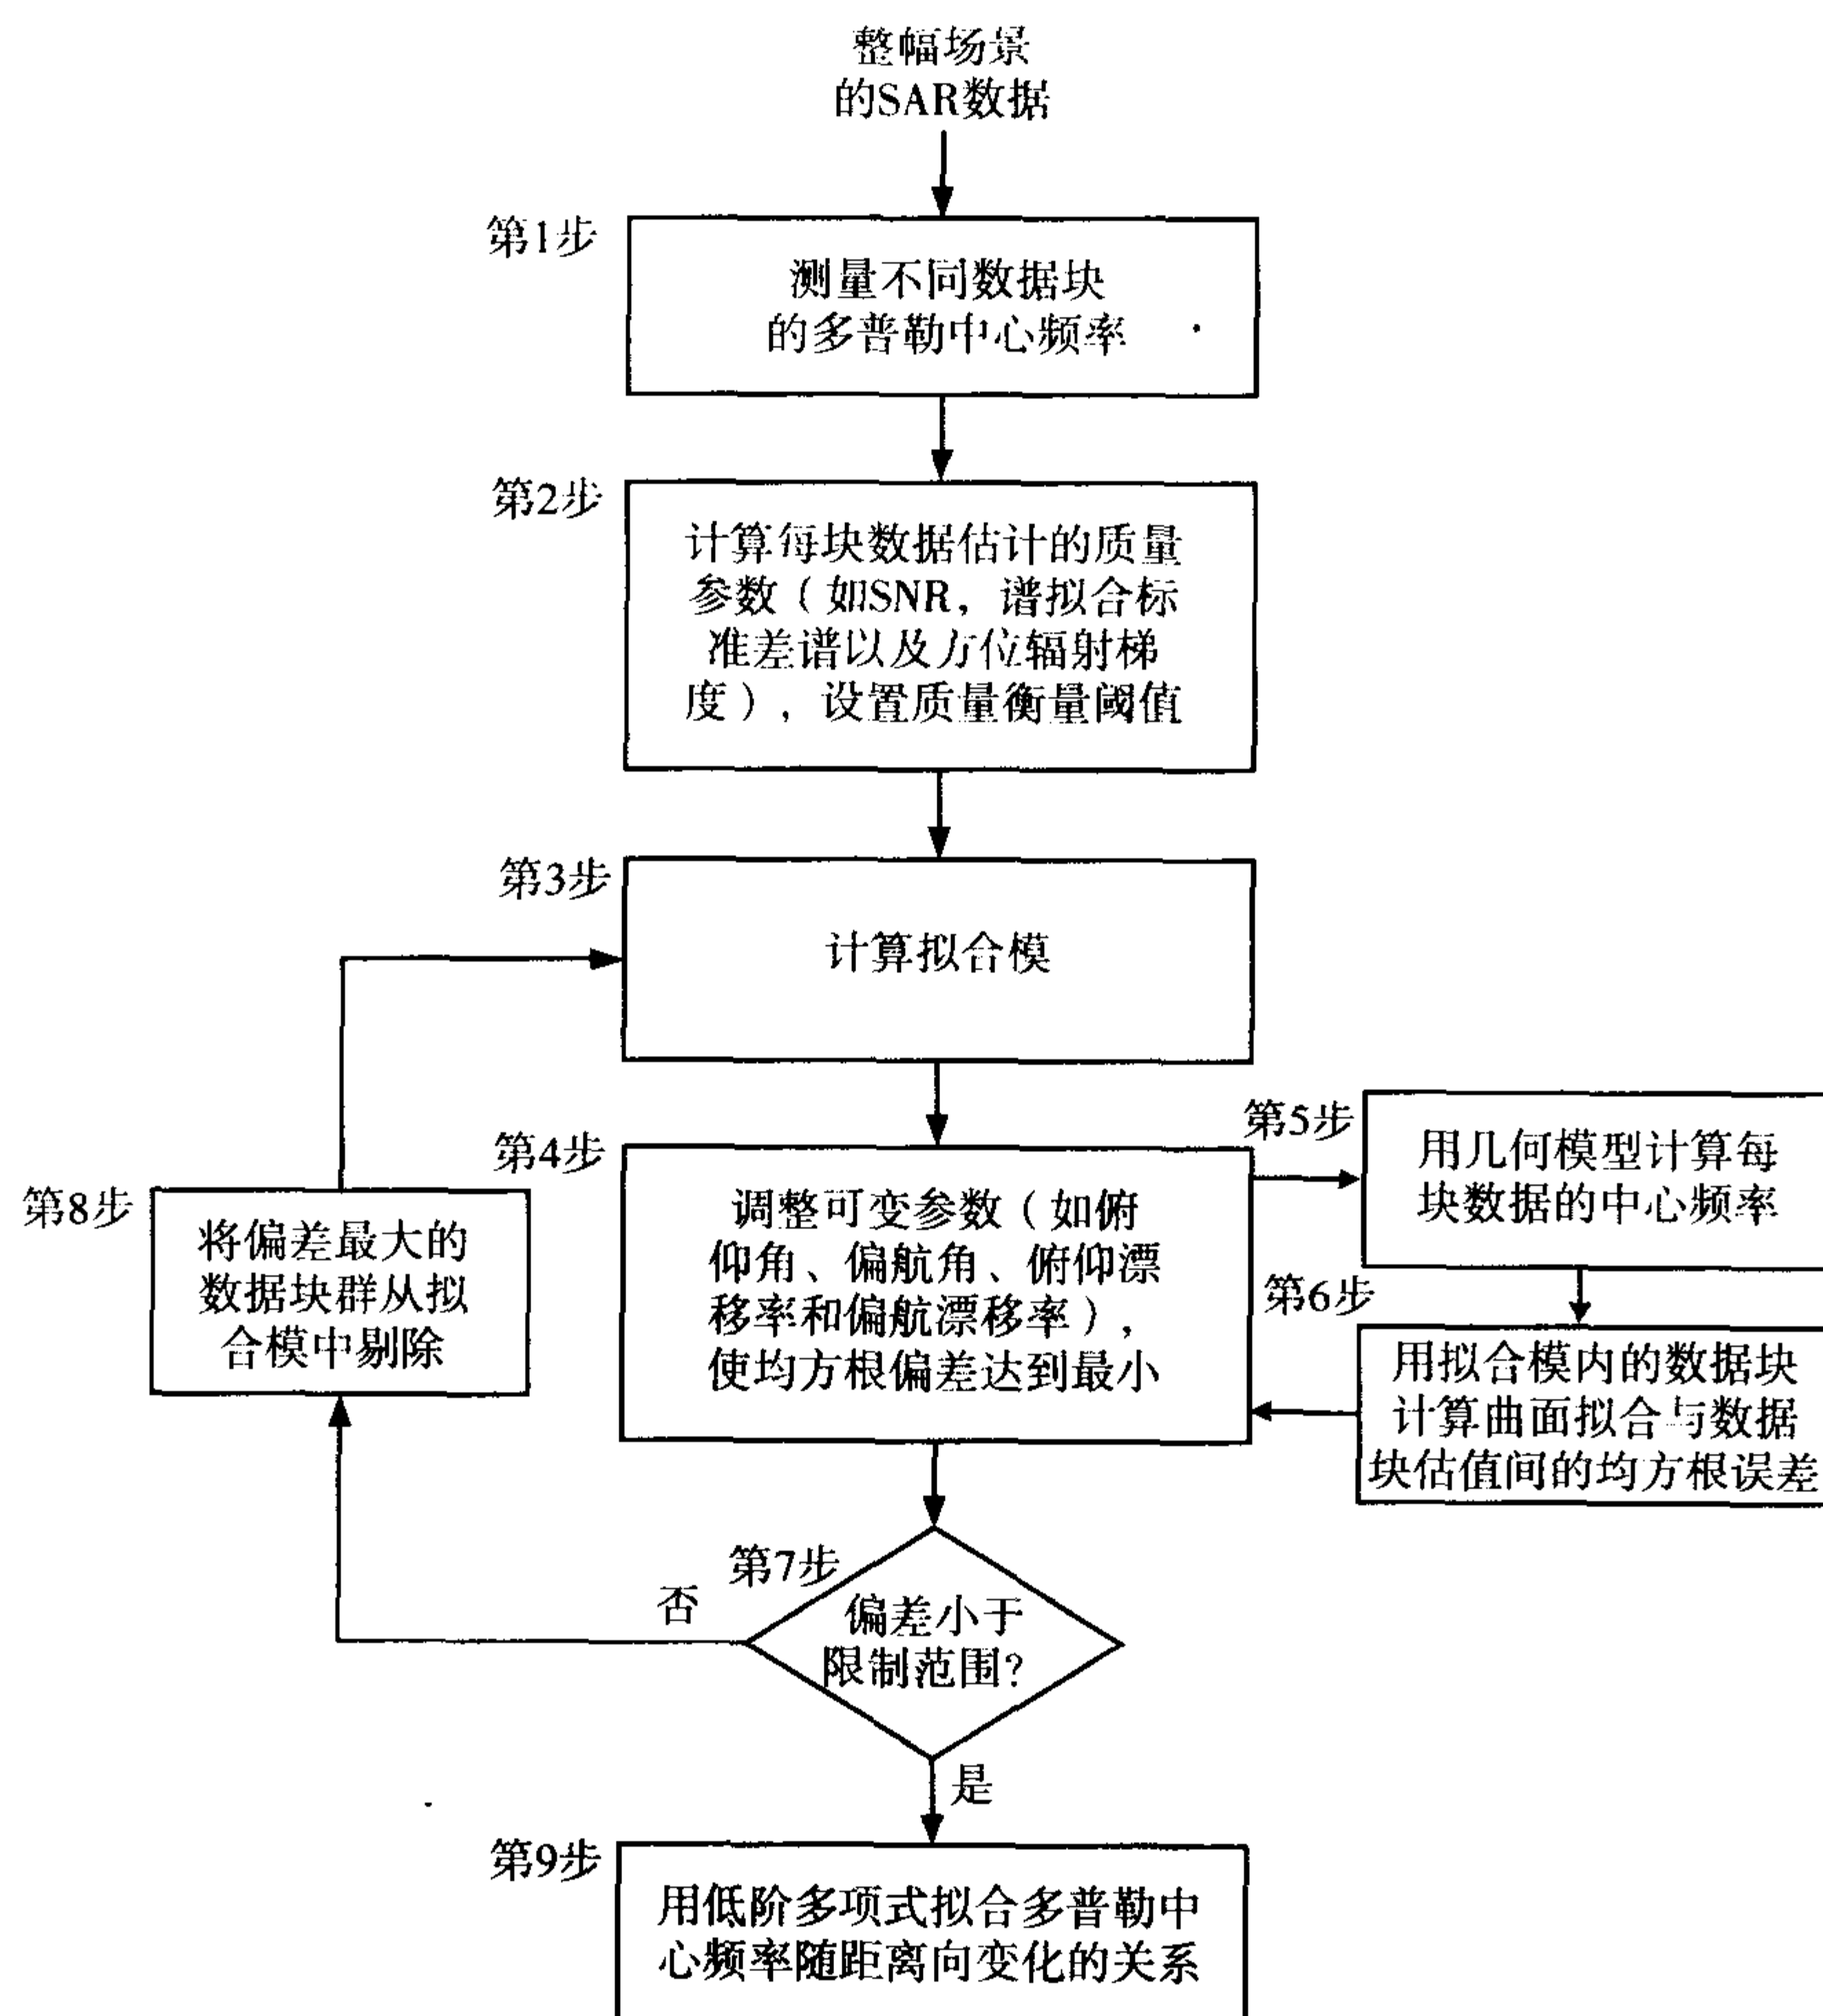 整幅场景
的SAR数据
第1步
测量不同数据块
的多普勒中心频率
第2步
计算每块数据估计的质量
参数（如SNR，谱拟合标
准差谱以及方位辐射梯
度），设置质量衡量阈值
第3步
计算拟合模
第4步
调整可变参数（如俯
仰角、偏航角、俯仰漂
移率和偏航漂移率），
使均方根偏差达到最小
第5步
用几何模型计算每
块数据的中心频率
第6步
用拟合模内的数据块
计算曲面拟合与数据
块估值间的均方根误差
第7步
偏差小于
限制范围?
否
第8步
将偏差最大的
数据块群从拟
合模中剔除
是
第9步
用低阶多项式拟合多普勒中
心频率随距离向变化的关系